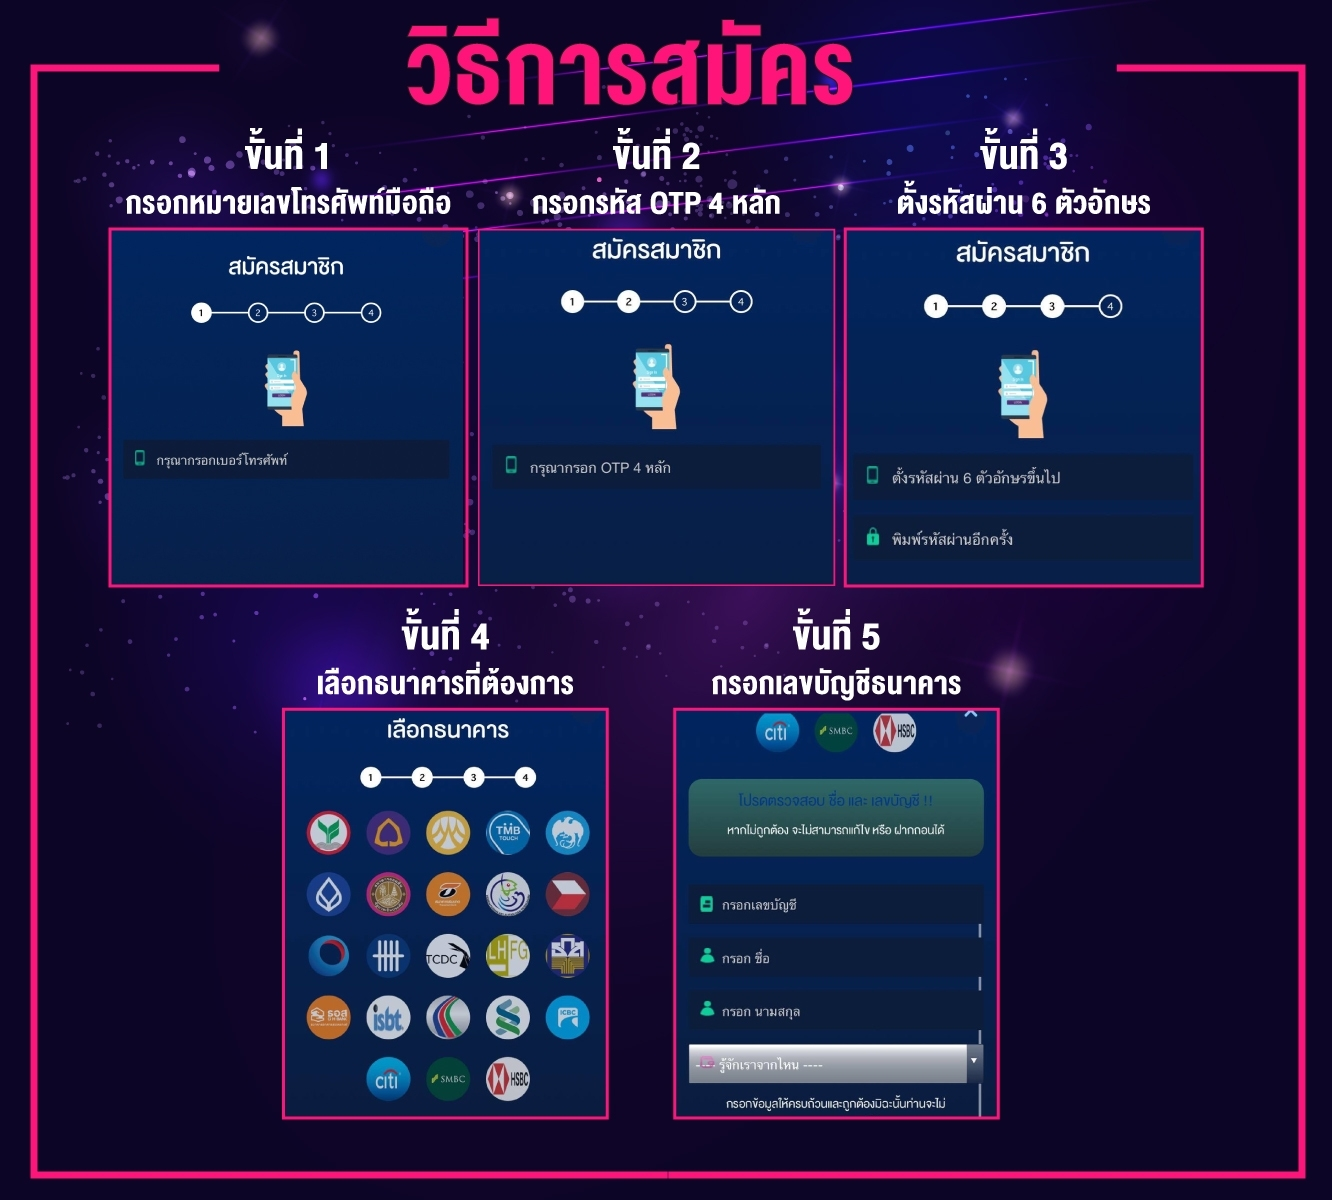 วิธีการสมัคร
ขั้นที่ 1
กรอกหมายเลขโทรศัพท์มือถือ
สมัครสมาชิก
1 2 3 4
กรุณากรอกเบอร์โทรศัพท์
ขั้นที่ 2
กรอกรหัส OTP 4 หลัก
สมัครสมาชิก
1 2 3 4
กรุณากรอก OTP 4 หลัก
ขั้นที่ 3
ตั้งรหัสผ่าน 6 ตัวอักษร
สมัครสมาชิก
1 2 3 4
ตั้งรหัสผ่าน 6 ตัวอักษรขึ้นไป
พิมพ์รหัสผ่านอีกครั้ง
ขั้นที่ 4
เลือกธนาคารที่ต้องการ
เลือกธนาคาร
1 2 3 4
TMB
TOUCH
TCDC
LH FG
ธอส
isbt
ICBC
citi
SMBC
HSBC
ขั้นที่ 5
กรอกเลขบัญชีธนาคาร
citi
SMBC
HSBC
โปรดตรวจสอบ ชื่อ และ เลขบัญชี !!
หากไม่ถูกต้อง จะไม่สามารถแก้ไข หรือ ฝากถอนได้
กรอกเลขบัญชี
กรอก ชื่อ
กรอก นามสกุล
---- รู้จักเราจากไหน ----
กรอกข้อมูลให้ครบถ้วนและถูกต้องมิฉะนั้นท่านจะไม่